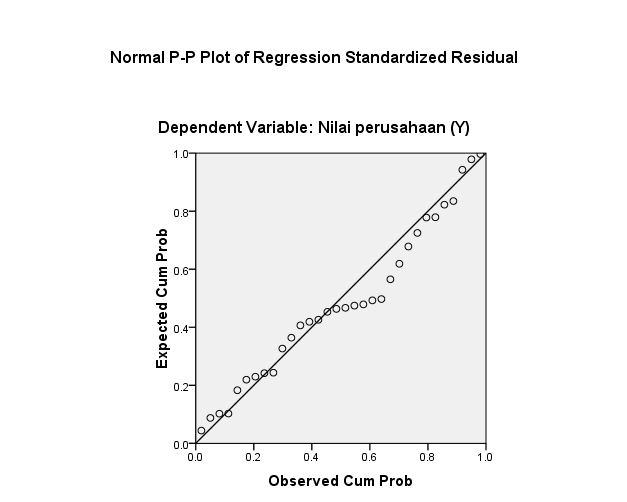 Normal P-P Plot of Regression Standardized Residual
Dependent Variable: Nilai perusahaan (Y)
Expected Cum Prob
1.0
0.8
0.6
0.4
0.2
0.0
0.0 0.2 0.4 0.6 0.8 1.0
Observed Cum Prob